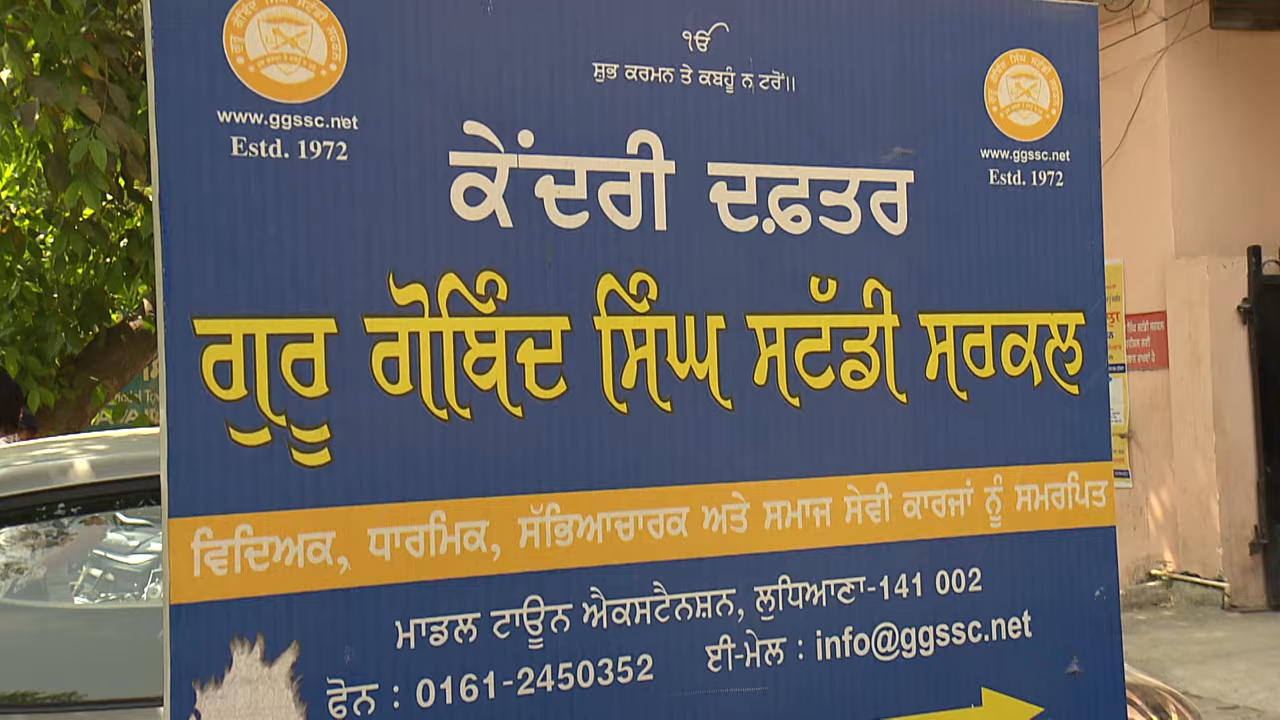 ੴ
ਸ਼ੁਭ ਕਰਮਨ ਤੇ ਕਬਹੂੰ ਨ ਟਰੋਂ।।
www.ggssc.net
Estd. 1972
www.ggssc.net
Estd. 1972
ਕੇਂਦਰੀ ਦਫ਼ਤਰ
ਗੁਰੂ ਗੋਬਿੰਦ ਸਿੰਘ ਸਟੱਡੀ ਸਰਕਲ
ਵਿਦਿਅਕ, ਧਾਰਮਿਕ, ਸੱਭਿਆਚਾਰਕ ਅਤੇ ਸਮਾਜ ਸੇਵੀ ਕਾਰਜਾਂ ਨੂੰ ਸਮਰਪਿਤ
ਮਾਡਲ ਟਾਊਨ ਐਕਸਟੈਨਸ਼ਨ, ਲੁਧਿਆਣਾ-141 002
ਫੋਨ : 0161-2450352 ਈ-ਮੇਲ : info@ggssc.net